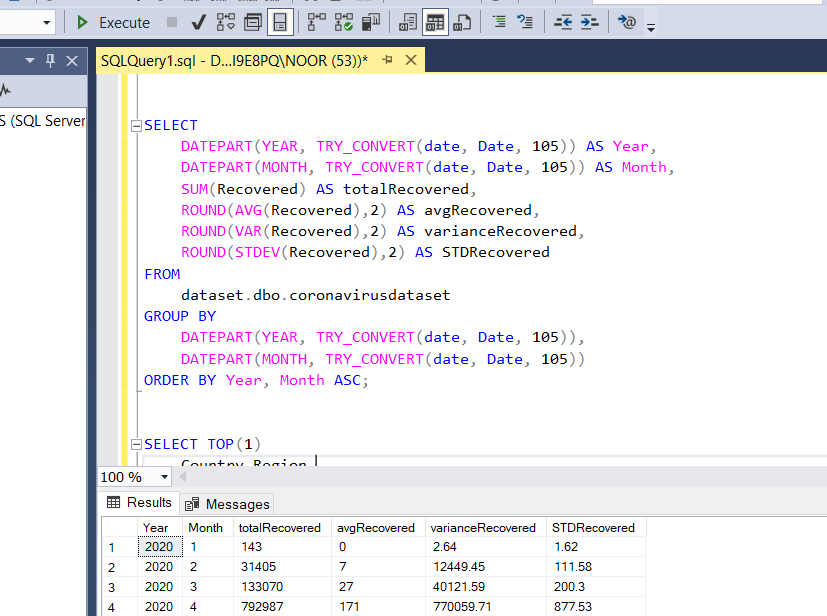 Execute
SQLQuery1.sql - D...I9E8PQ\NOOR (53))*
S (SQL Server
SELECT
DATEPART(YEAR, TRY_CONVERT(date, Date, 105)) AS Year,
DATEPART(MONTH, TRY_CONVERT(date, Date, 105)) AS Month,
SUM(Recovered) AS totalRecovered,
ROUND(AVG(Recovered),2) AS avgRecovered,
ROUND(VAR(Recovered),2) AS varianceRecovered,
ROUND(STDEV(Recovered),2) AS STDRecovered
FROM
dataset.dbo.coronavirusdataset
GROUP BY
DATEPART(YEAR, TRY_CONVERT(date, Date, 105)),
DATEPART(MONTH, TRY_CONVERT(date, Date, 105))
ORDER BY Year, Month ASC;
SELECT TOP(1)
Country_Region
100 %
Results Messages
Year Month totalRecovered avgRecovered varianceRecovered STDRecovered
1 2020 1 143 0 2.64 1.62
2 2020 2 31405 7 12449.45 111.58
3 2020 3 133070 27 40121.59 200.3
4 2020 4 792987 171 770059.71 877.53